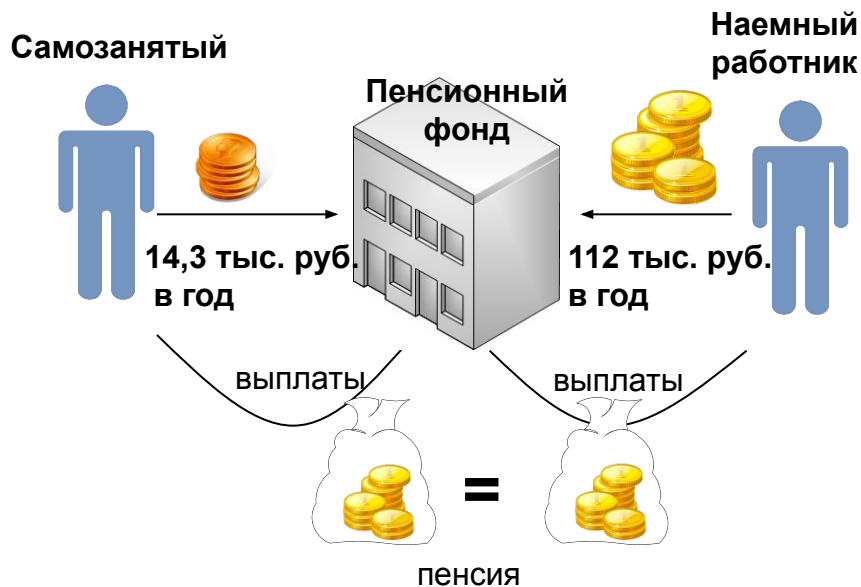 Самозанятый
Пенсионный
фонд
Наемный
работник
14,3 тыс. руб.
в год
112 тыс. руб.
в год
выплаты
выплаты
=
пенсия